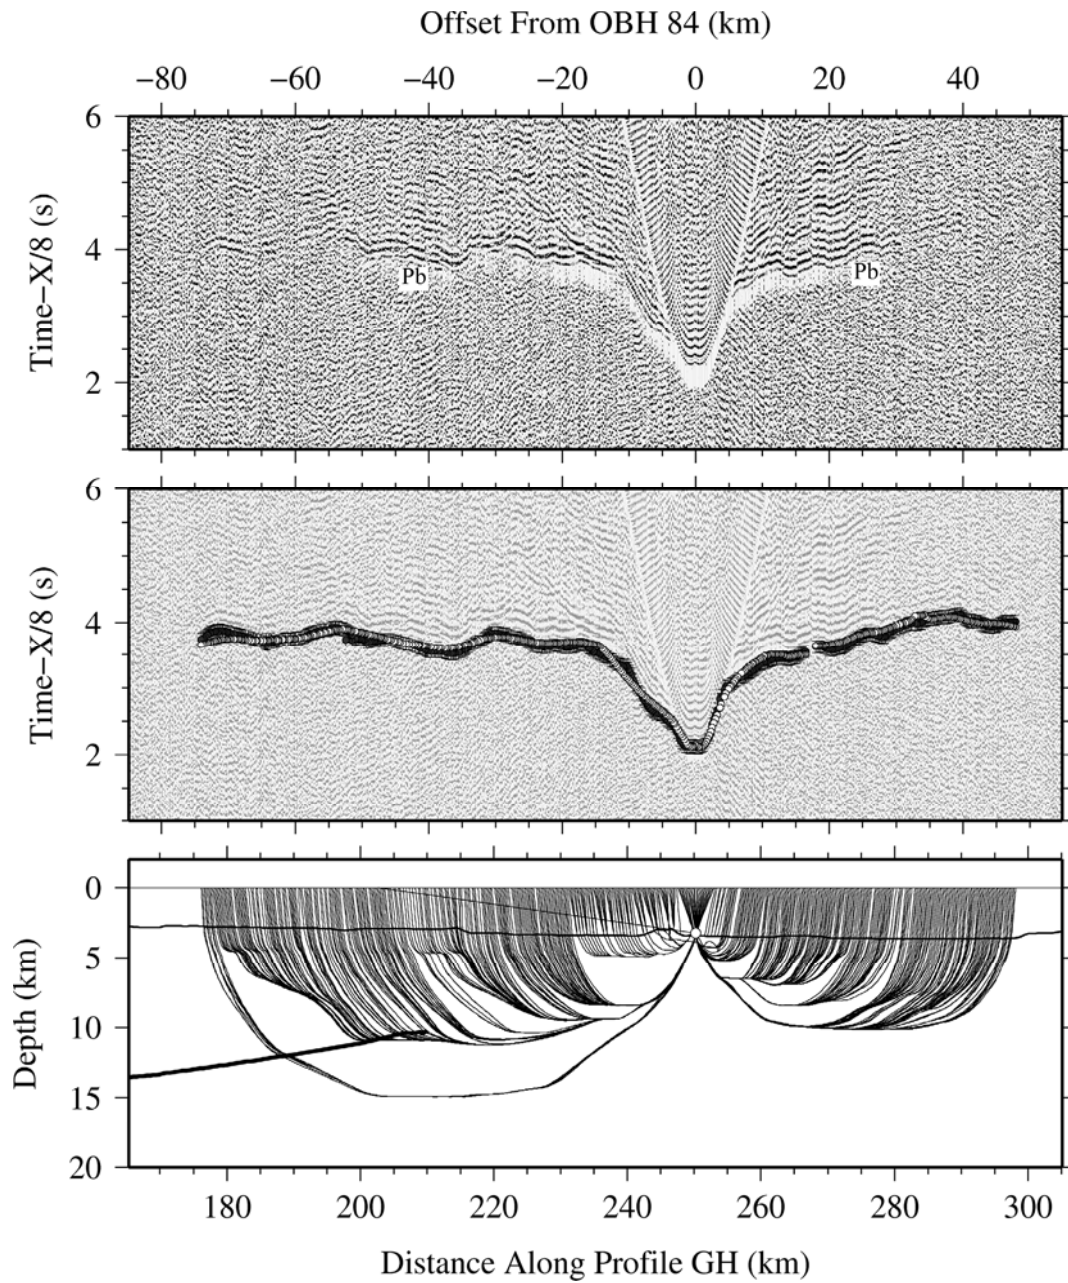 Offset From OBH 84 (km)
−80 −60 −40 −20 0 20 40
6
4
2
Time−X/8 (s)
Pb
Pb
6
4
2
Time−X/8 (s)
0
5
10
15
20
Depth (km)
180 200 220 240 260 280 300
Distance Along Profile GH (km)